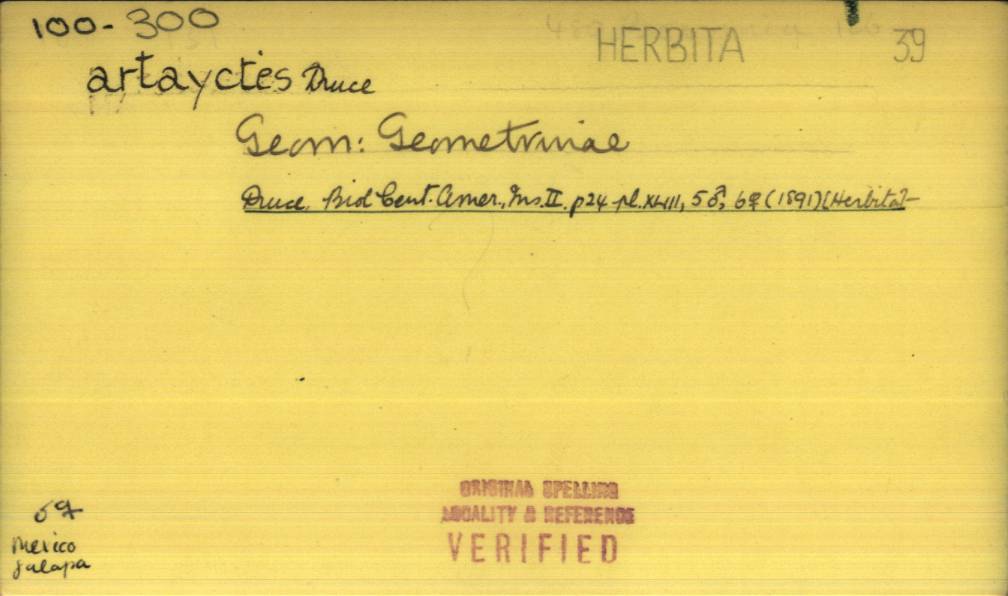 100-300
HERBITA 39
artayctes Druce
Geom: Geometrinae
Druce, Biol Cent. Amer., Ins. II. p24 pl. XLIII, 5♂, 6♀ (1891) [Herbita]-
♂♀
Mexico
Jalapa
ORIGINAL SPELLING
LOCALITY & REFERENCE
VERIFIED